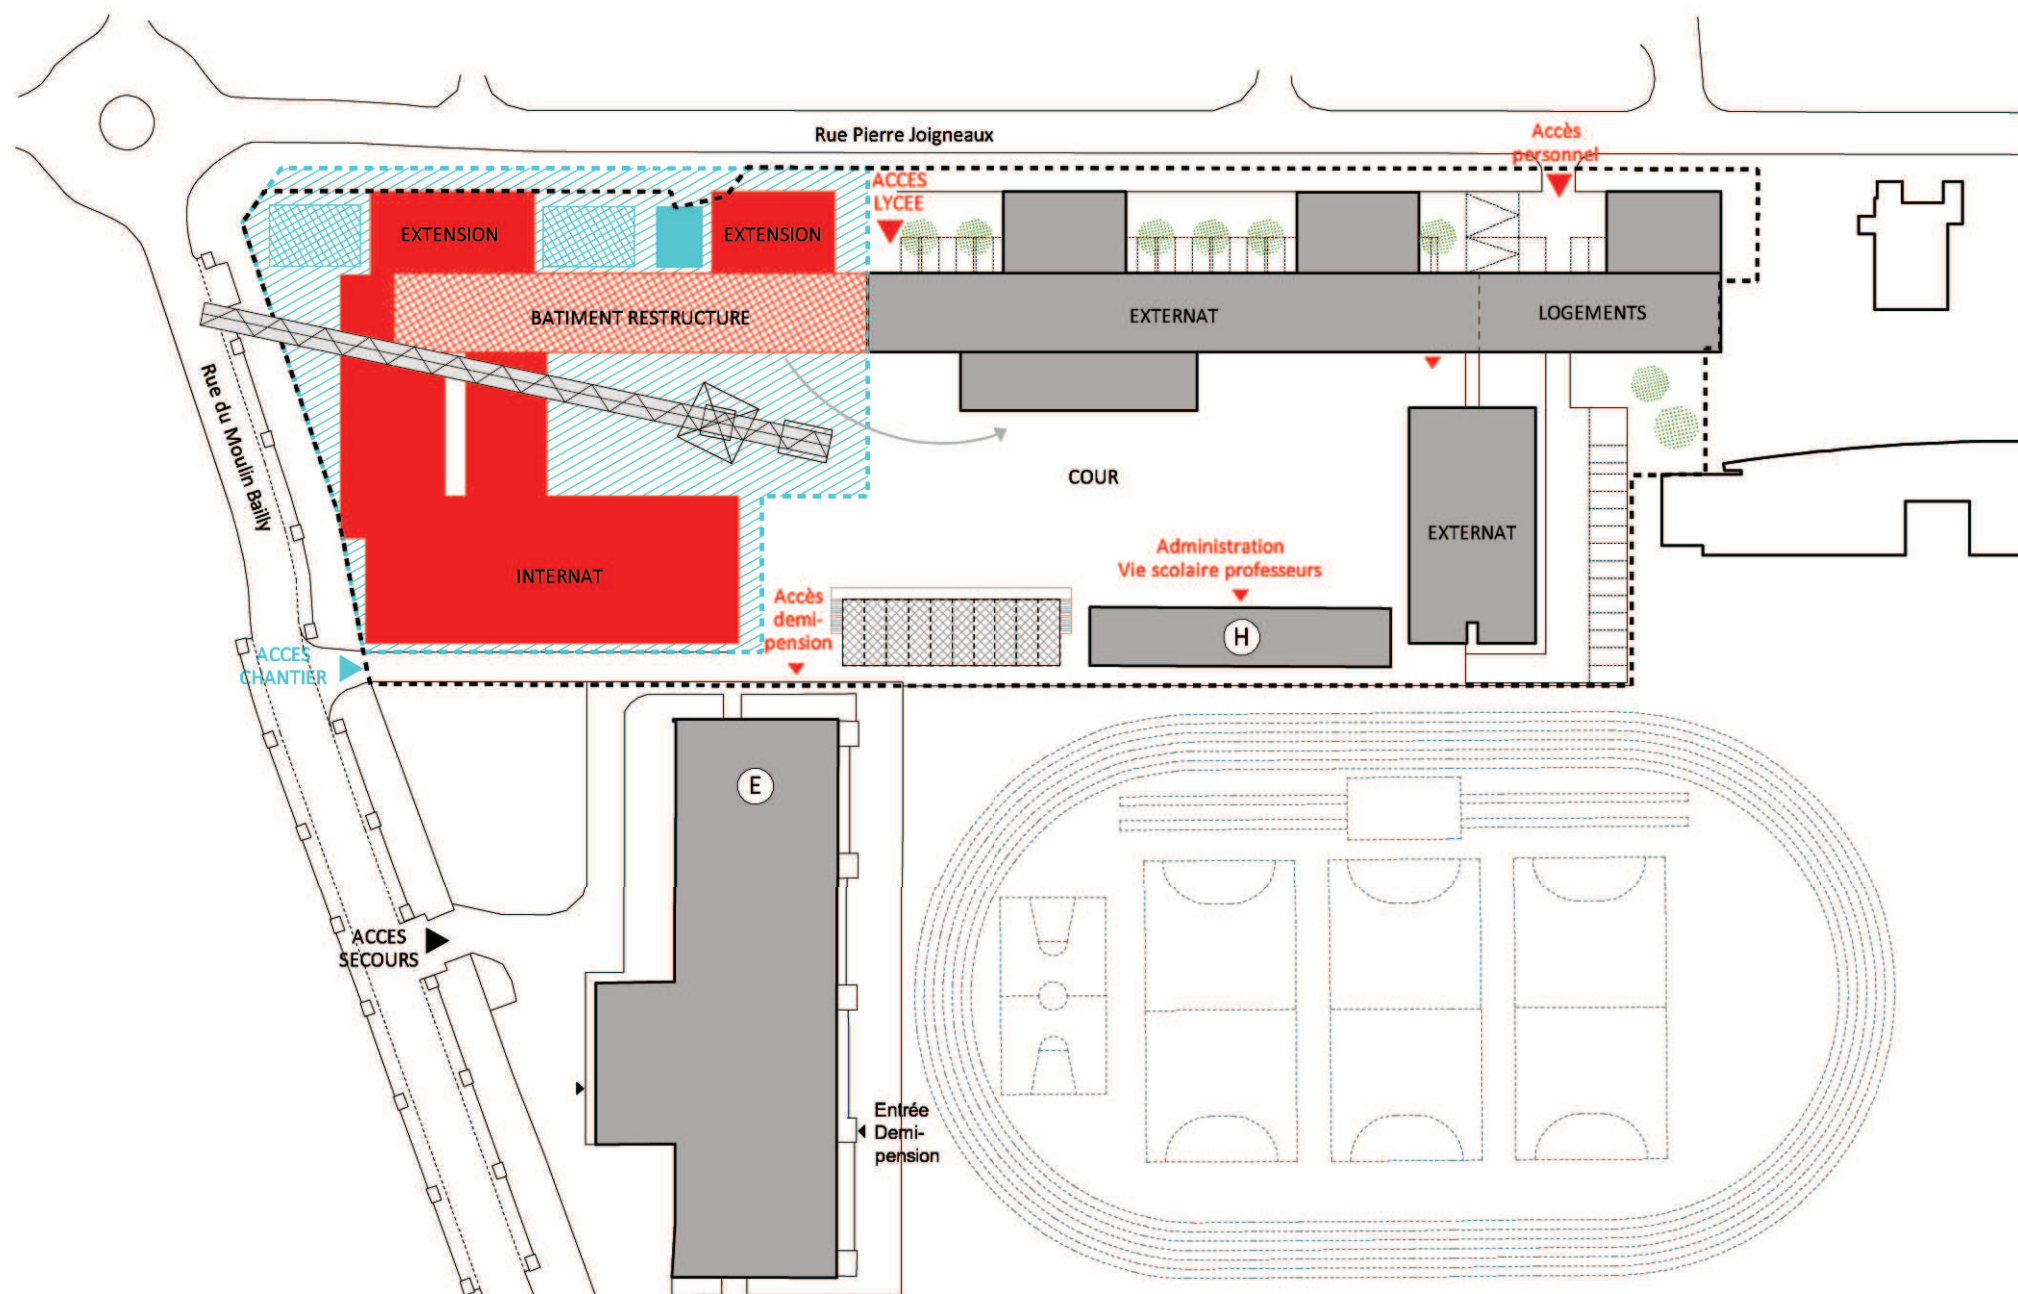 Rue Pierre Joigneaux
Accès
personnel
ACCES
LYCEE
EXTENSION
EXTENSION
BATIMENT RESTRUCTURE
EXTERNAT
LOGEMENTS
Rue du Moulin Bailly
COUR
EXTERNAT
INTERNAT
Administration
Vie scolaire professeurs
Accès
demi-
pension
H
ACCES
CHANTIER
E
ACCES
SECOURS
Entrée
Demi-
pension